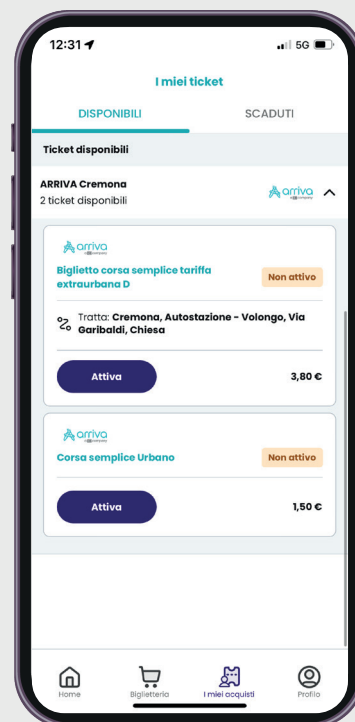 12:31
5G
I miei ticket
DISPONIBILI
SCADUTI
Ticket disponibili
ARRIVA Cremona
2 ticket disponibili
arriva
arriva
Biglietto corsa semplice tariffa
extraurbana D
Non attivo
Tratta: Cremona, Autostazione - Volongo, Via
Garibaldi, Chiesa
Attiva
3,80 €
arriva
Corsa semplice Urbano
Non attivo
Attiva
1,50 €
Home
Biglietteria
I miei acquisti
Profilo